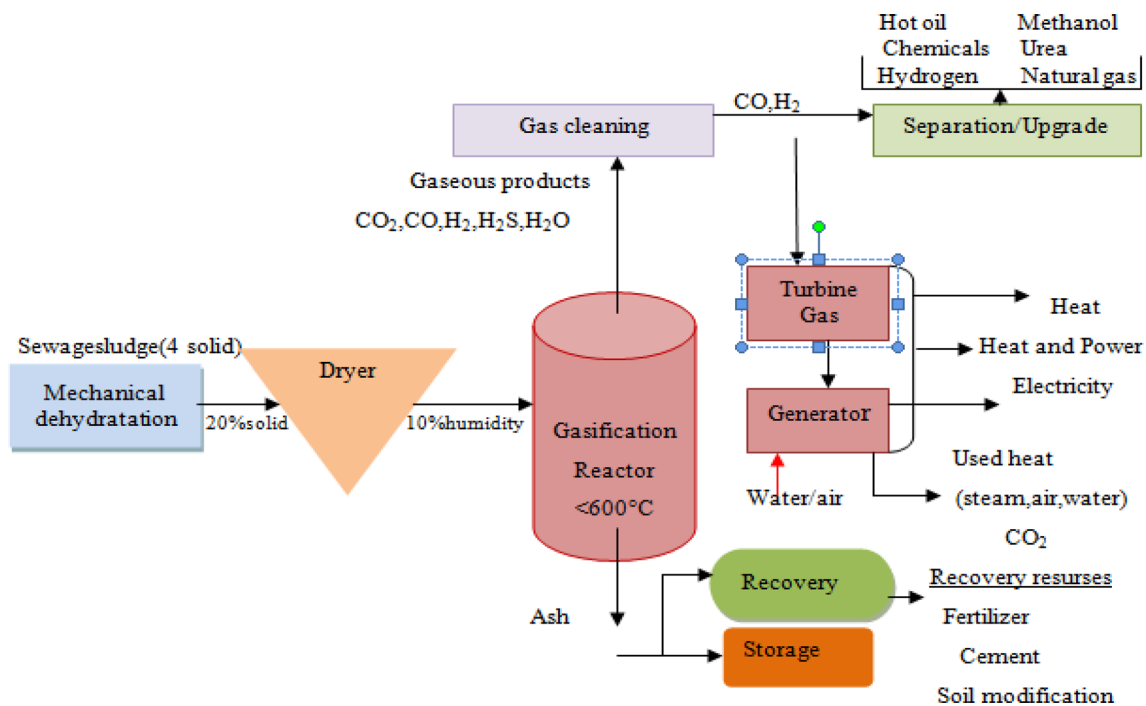 Hot oil Methanol
Chemicals Urea
Hydrogen Natural gas
CO,H₂
Gas cleaning
Separation/Upgrade
Gaseous products
CO₂,CO,H₂,H₂S,H₂O
Turbine
Gas
Heat
Heat and Power
Electricity
Sewagesludge(4 solid)
Mechanical
dehydratation
20%solid
Dryer
10%humidity
Gasification
Reactor
<600°C
Generator
Water/air
Used heat
(steam,air,water)
CO₂
Ash
Recovery
Storage
Recovery resurses
Fertilizer
Cement
Soil modification